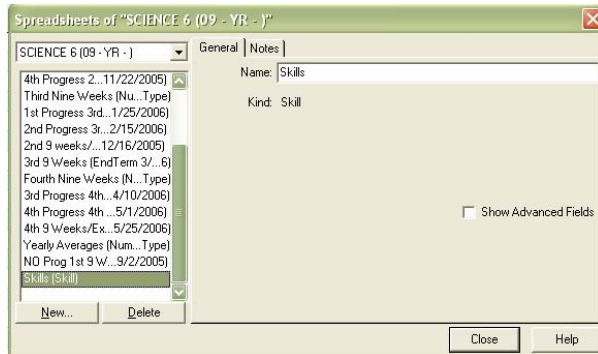 Spreadsheets of "SCIENCE 6 (09 - YR - )"
SCIENCE 6 (09 - YR - )
4th Progress 2...11/22/2005)
Third Nine Weeks (Nu...Type)
1st Progress 3rd...1/25/2006)
2nd Progress 3r...2/15/2006)
2nd 9 weeks/...12/16/2005)
3rd 9 Weeks (EndTerm 3/...6)
Fourth Nine Weeks (N...Type)
3rd Progress 4th...4/10/2006)
4th Progress 4th ...5/1/2006)
4th 9 Weeks/Ex...5/25/2006)
Yearly Averages (Num...Type)
NO Prog 1st 9 W...9/2/2005)
Skills (Skill)
New...
Delete
General
Notes
Name: Skills
Kind: Skill
Show Advanced Fields
Close
Help